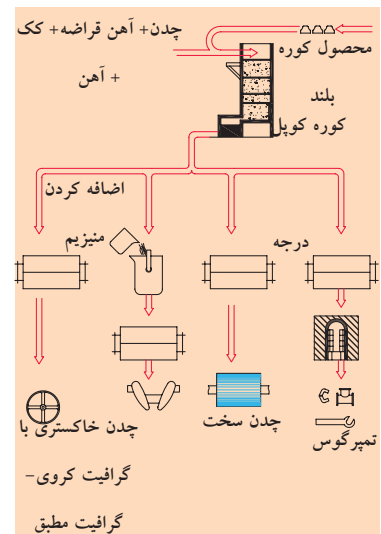 چدن+ آهن قراضه+ کک
محصول کوره
+ آهن
بلند
کوره کوپل
اضافه کردن
منیزیم
درجه
چدن خاکستری با
چدن سخت
تمپرگوس
گرافیت کروی-
گرافیت مطبق